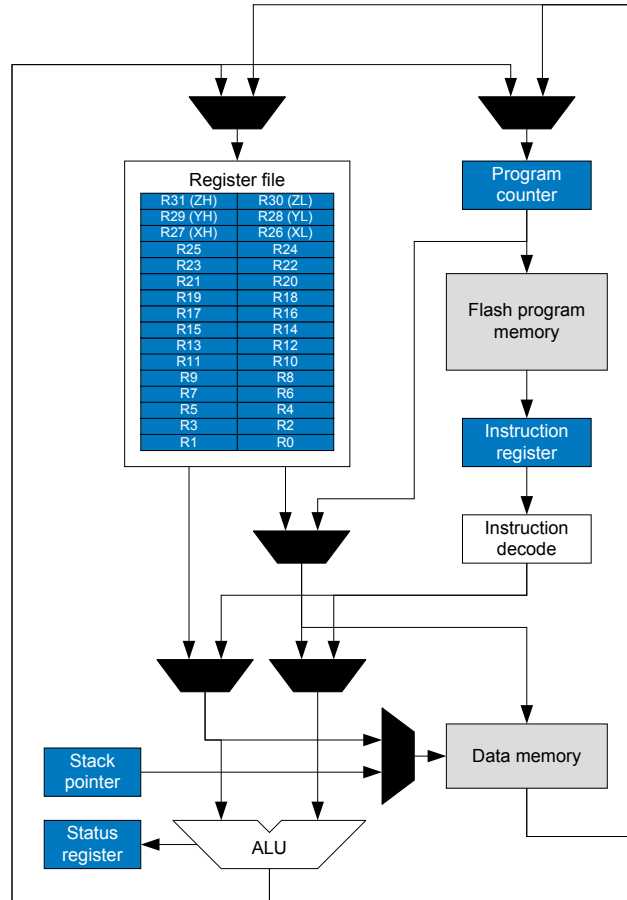 Register file
R31 (ZH) R30 (ZL)
R29 (YH) R28 (YL)
R27 (XH) R26 (XL)
R25 R24
R23 R22
R21 R20
R19 R18
R17 R16
R15 R14
R13 R12
R11 R10
R9 R8
R7 R6
R5 R4
R3 R2
R1 R0
Program
counter
Flash program
memory
Instruction
register
Instruction
decode
Stack
pointer
Data memory
Status
register
ALU